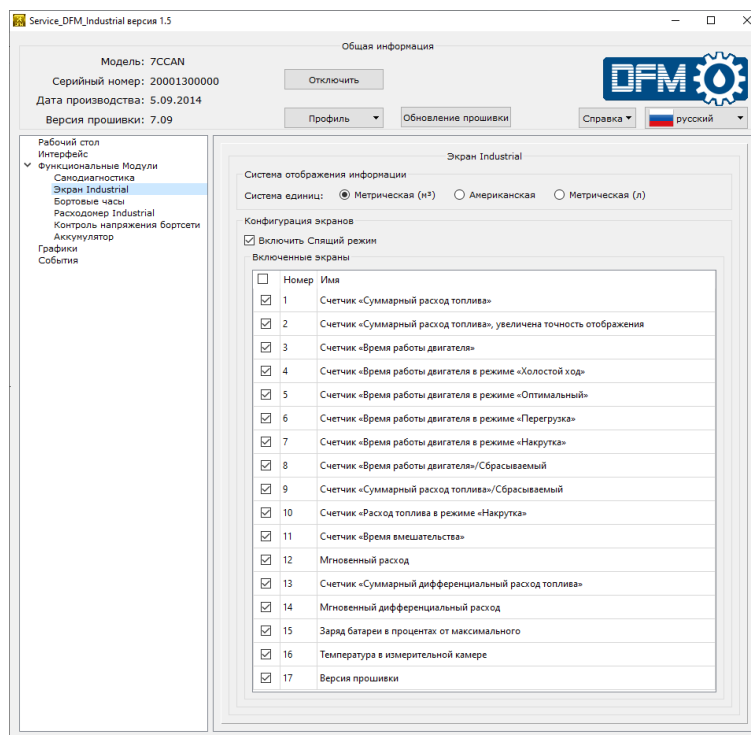 Service_DFM_Industrial версия 1.5
Общая информация
Модель: 7CCAN
Серийный номер: 20001300000
Отключить
DFM
Дата производства: 5.09.2014
Версия прошивки: 7.09
Профиль
Обновление прошивки
Справка
русский
Рабочий стол
Интерфейс
Функциональные Модули
Самодиагностика
Экран Industrial
Бортовые часы
Расходомер Industrial
Контроль напряжения бортсети
Аккумулятор
Графики
События
Экран Industrial
Система отображения информации
Система единиц: Метрическая (м³) Американская Метрическая (л)
Конфигурация экранов
Включить Спящий режим
Включенные экраны
Номер Имя
1 Счетчик «Суммарный расход топлива»
2 Счетчик «Суммарный расход топлива», увеличена точность отображения
3 Счетчик «Время работы двигателя»
4 Счетчик «Время работы двигателя в режиме «Холостой ход»
5 Счетчик «Время работы двигателя в режиме «Оптимальный»
6 Счетчик «Время работы двигателя в режиме «Перегрузка»
7 Счетчик «Время работы двигателя в режиме «Накрутка»
8 Счетчик «Время работы двигателя»/Сбрасываемый
9 Счетчик «Суммарный расход топлива»/Сбрасываемый
10 Счетчик «Расход топлива в режиме «Накрутка»
11 Счетчик «Время вмешательства»
12 Мгновенный расход
13 Счетчик «Суммарный дифференциальный расход топлива»
14 Мгновенный дифференциальный расход
15 Заряд батареи в процентах от максимального
16 Температура в измерительной камере
17 Версия прошивки